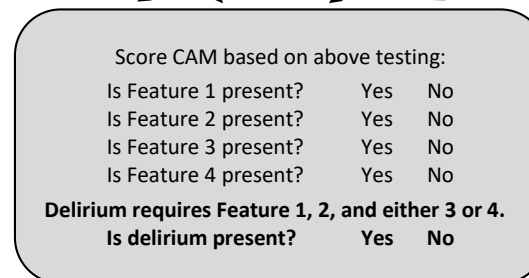 Score CAM based on above testing:
Is Feature 1 present? Yes No
Is Feature 2 present? Yes No
Is Feature 3 present? Yes No
Is Feature 4 present? Yes No
Delirium requires Feature 1, 2, and either 3 or 4.
Is delirium present? Yes No